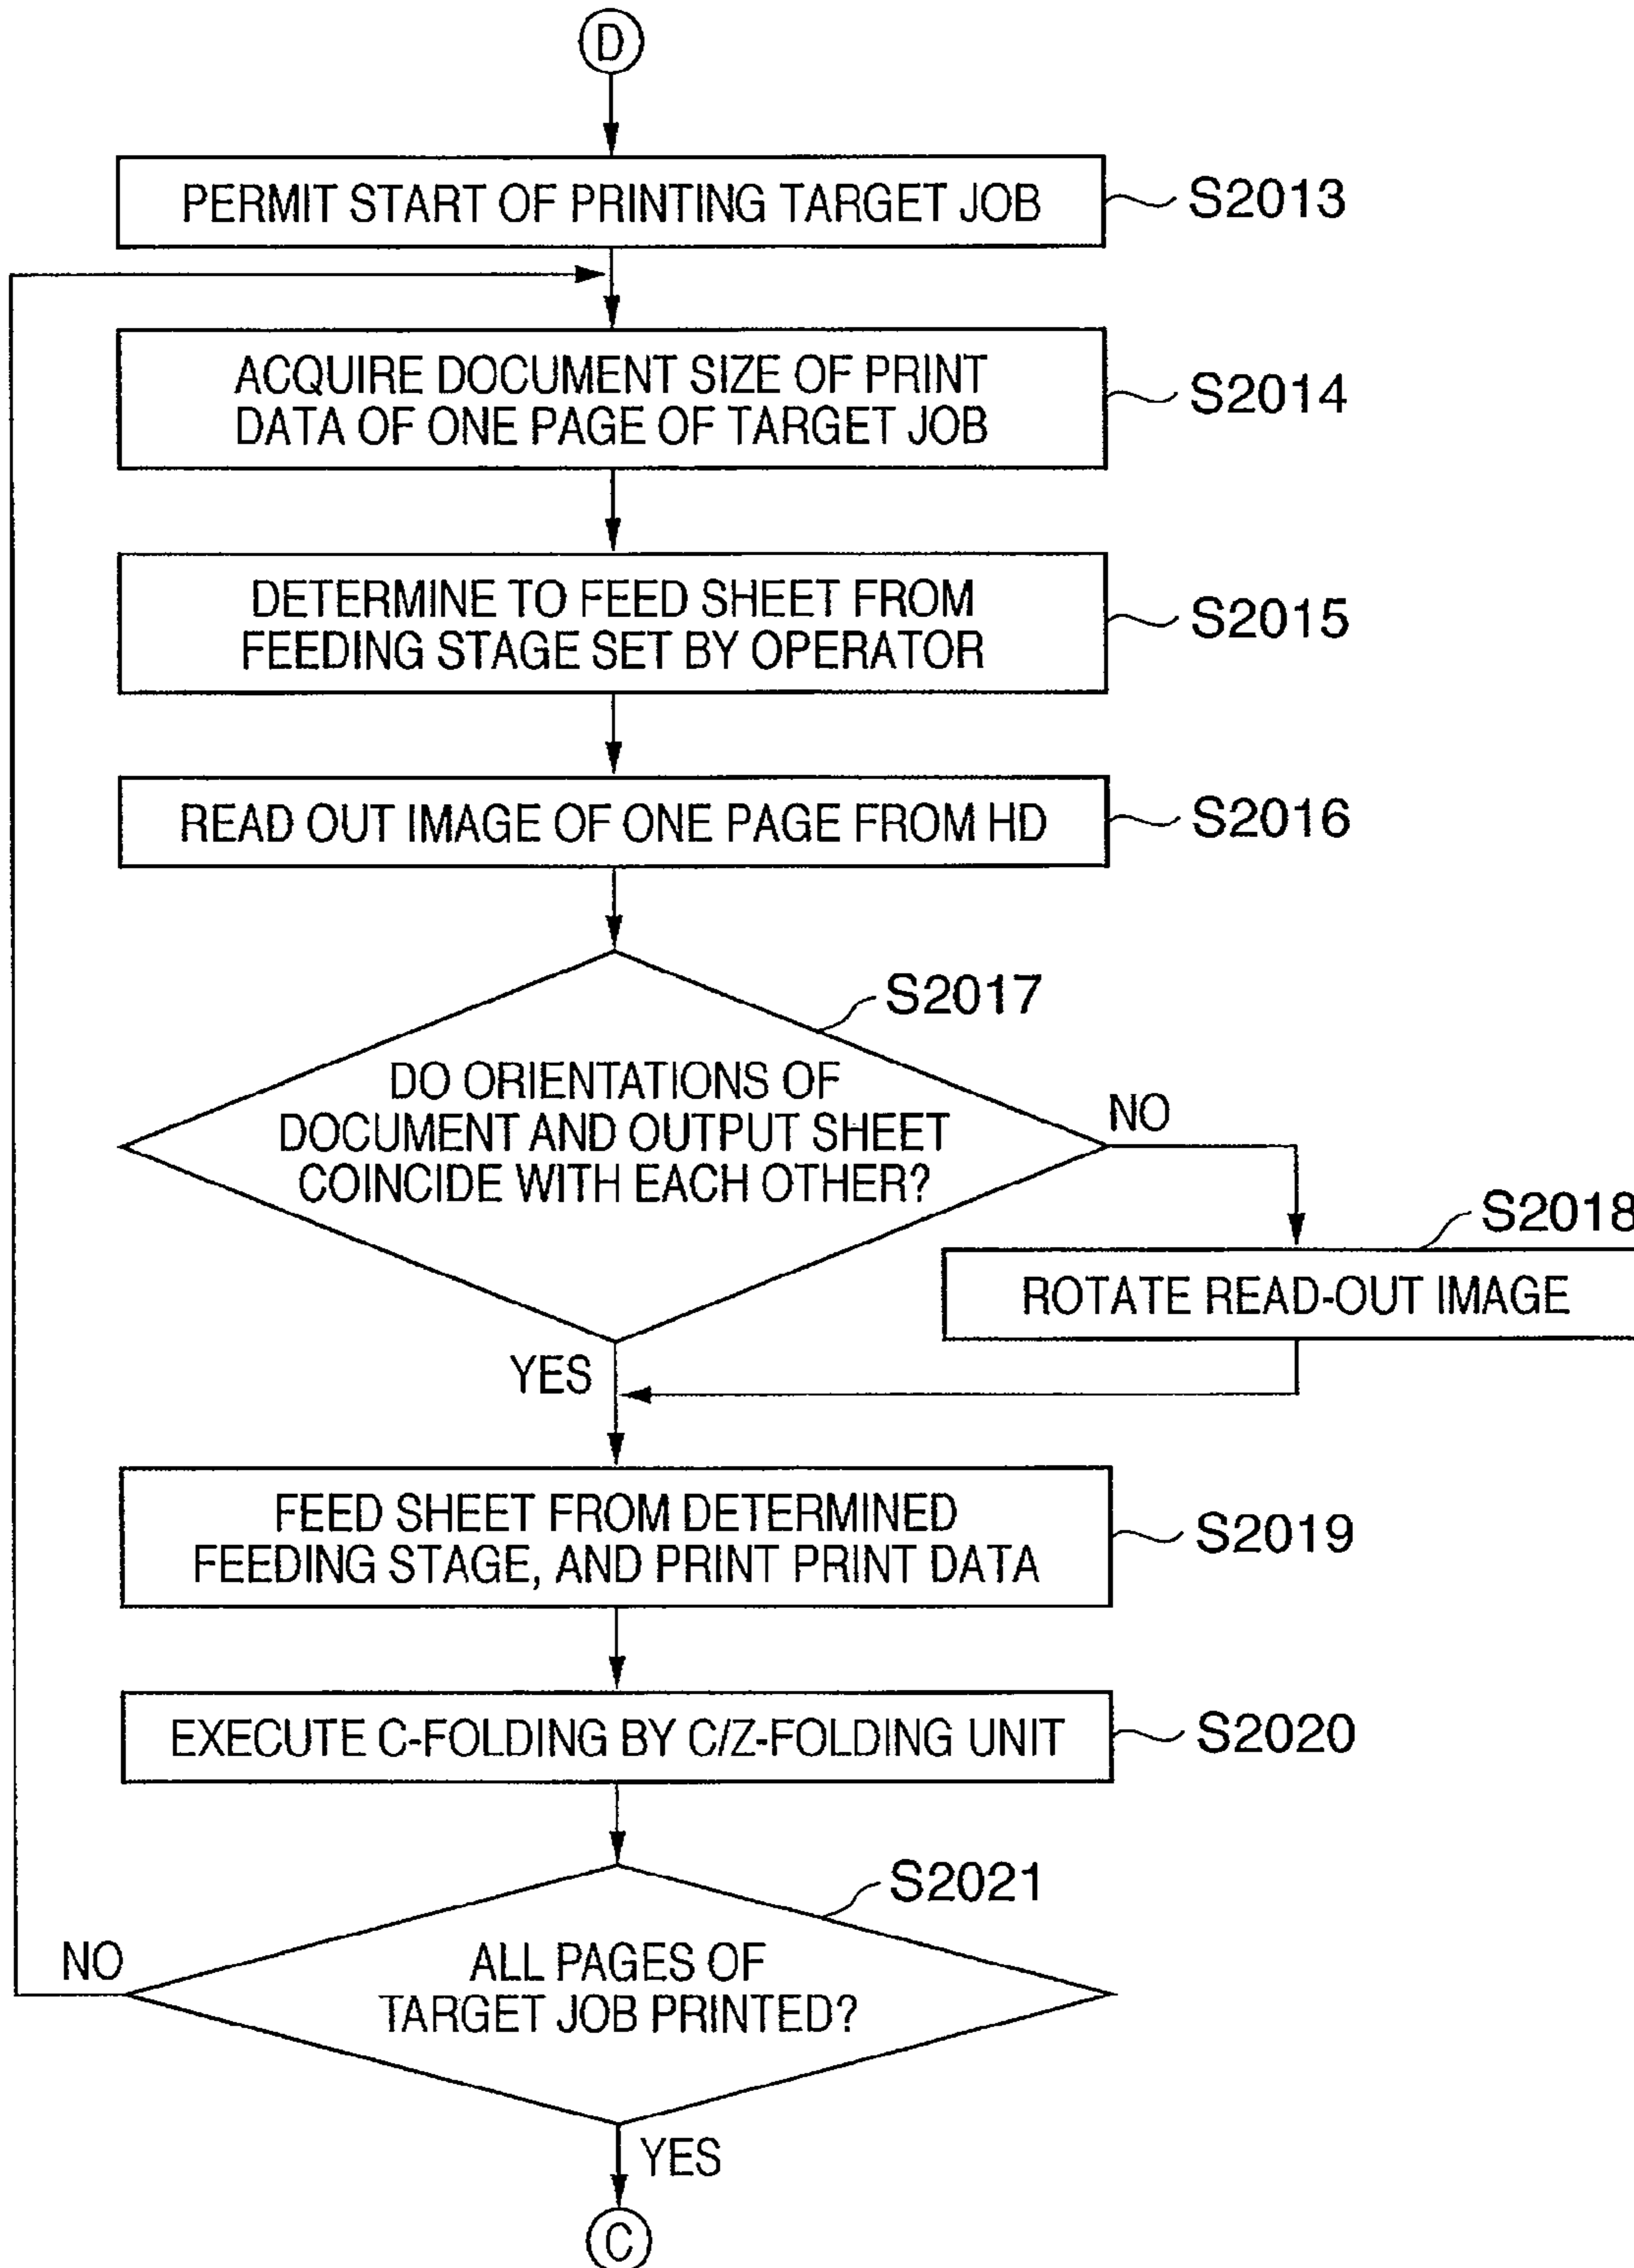 D
PERMIT START OF PRINTING TARGET JOB
S2013
ACQUIRE DOCUMENT SIZE OF PRINT
DATA OF ONE PAGE OF TARGET JOB
S2014
DETERMINE TO FEED SHEET FROM
FEEDING STAGE SET BY OPERATOR
S2015
READ OUT IMAGE OF ONE PAGE FROM HD
S2016
S2017
DO ORIENTATIONS OF
DOCUMENT AND OUTPUT SHEET
COINCIDE WITH EACH OTHER?
NO
S2018
ROTATE READ-OUT IMAGE
YES
FEED SHEET FROM DETERMINED
FEEDING STAGE, AND PRINT PRINT DATA
S2019
EXECUTE C-FOLDING BY C/Z-FOLDING UNIT
S2020
S2021
ALL PAGES OF
TARGET JOB PRINTED?
NO
YES
C